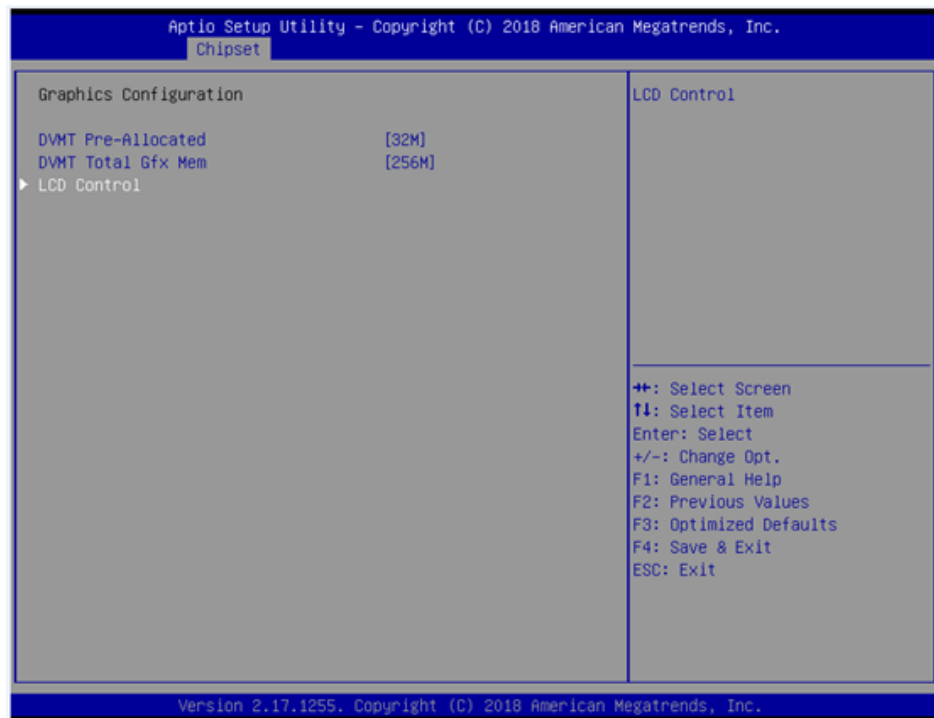 Aptio Setup Utility – Copyright (C) 2018 American Megatrends, Inc.
Chipset
Graphics Configuration
DVMT Pre-Allocated [32M]
DVMT Total Gfx Mem [256M]
LCD Control
LCD Control
→←: Select Screen
↑↓: Select Item
Enter: Select
+/-: Change Opt.
F1: General Help
F2: Previous Values
F3: Optimized Defaults
F4: Save & Exit
ESC: Exit
Version 2.17.1255. Copyright (C) 2018 American Megatrends, Inc.